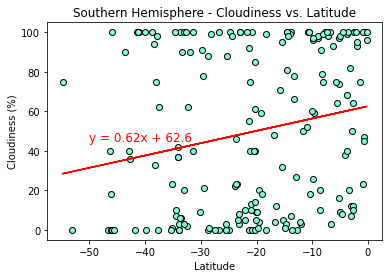 Southern Hemisphere - Cloudiness vs. Latitude
100
80
60
40
20
0
Cloudiness (%)
y = 0.62x + 62.6
−50 −40 −30 −20 −10 0
Latitude